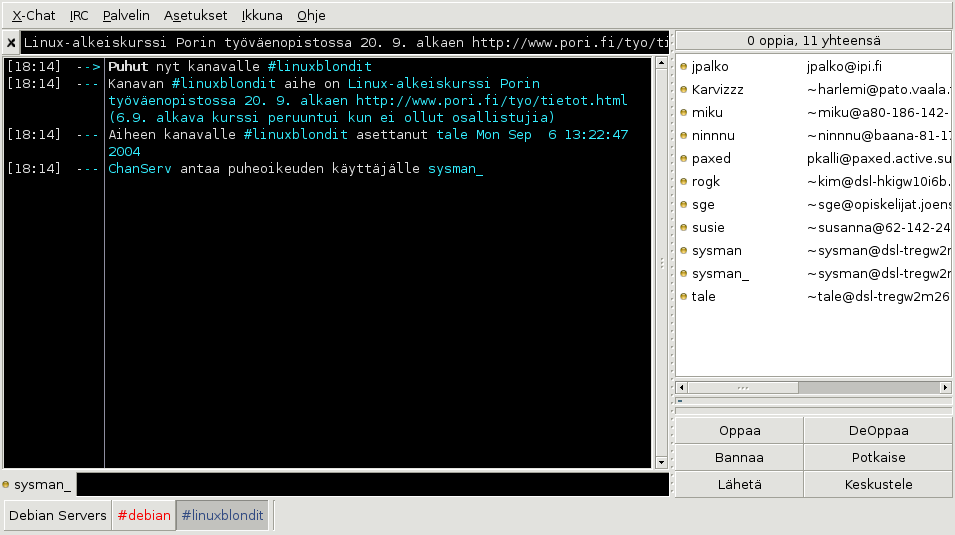 X-Chat IRC Palvelin Asetukset Ikkuna Ohje
x Linux-alkeiskurssi Porin työväenopistossa 20. 9. alkaen http://www.pori.fi/tyo/ti
0 oppia, 11 yhteensä
[18:14] --> Puhut nyt kanavalle #linuxblondit
[18:14] --- Kanavan #linuxblondit aihe on Linux-alkeiskurssi Porin
työväenopistossa 20. 9. alkaen http://www.pori.fi/tyo/tietot.html
(6.9. alkava kurssi peruuntui kun ei ollut osallistujia)
[18:14] --- Aiheen kanavalle #linuxblondit asettanut tale Mon Sep 6 13:22:47
2004
[18:14] --- ChanServ antaa puheoikeuden käyttäjälle sysman_
jpalko jpalko@ipi.fi
Karvizzz ~harlemi@pato.vaala.
miku ~miku@a80-186-142-
ninnnu ~ninnnu@baana-81-17
paxed pkalli@paxed.active.su
rogk ~kim@dsl-hkigw10i6b.
sge ~sge@opiskelijat.joens
susie ~susanna@62-142-24
sysman ~sysman@dsl-tregw2m
sysman_ ~sysman@dsl-tregw2m
tale ~tale@dsl-tregw2m26
Oppaa DeOppaa
Bannaa Potkaise
Lähetä Keskustele
sysman_
Debian Servers #debian #linuxblondit